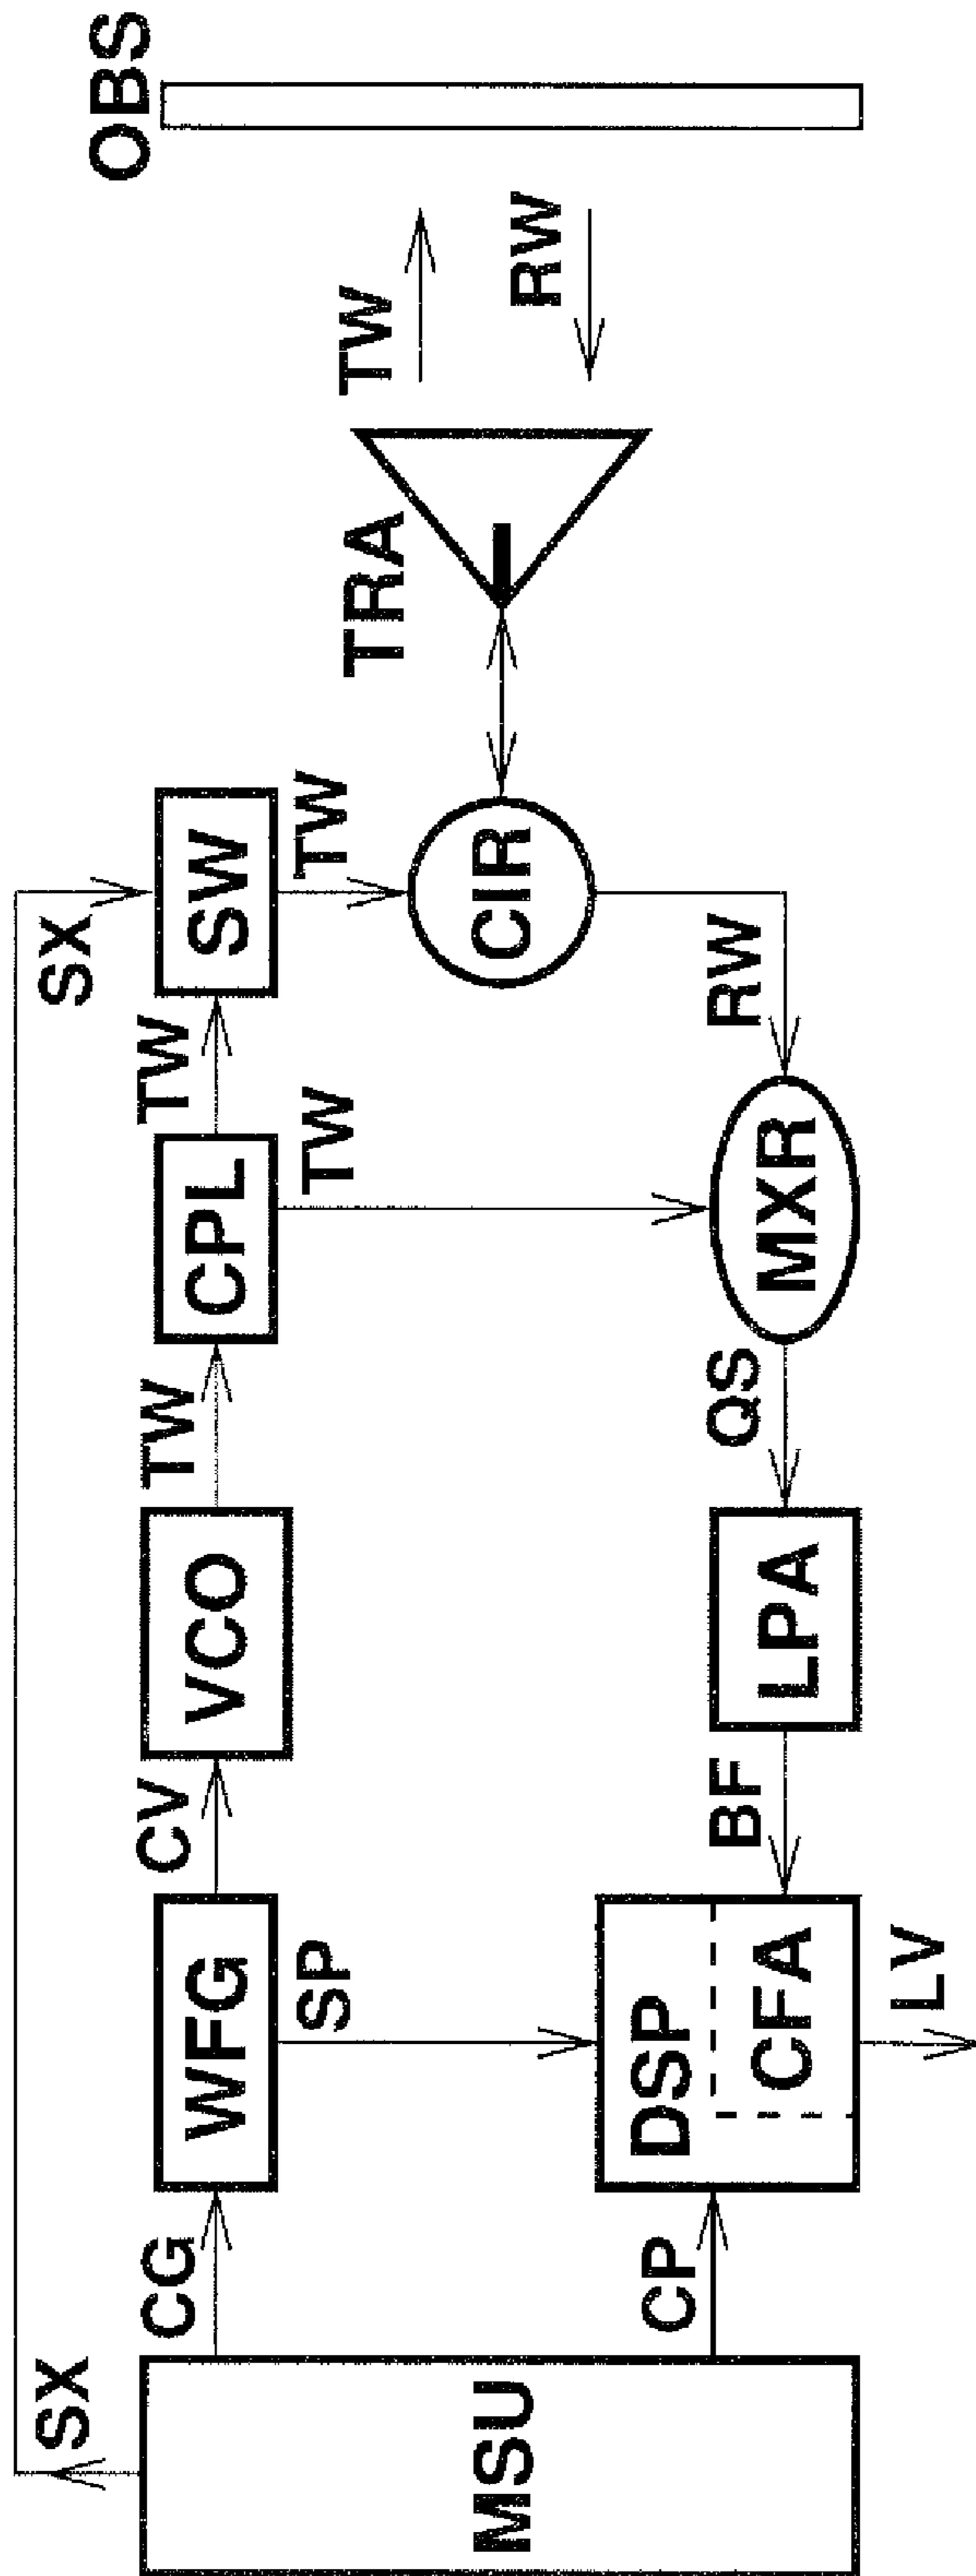 OBS
SX
SX
CG
WFG
CV
VCO
TW
CPL
TW
SW
TW
TW
SP
TRA
TW
RW
MSU
CIR
CP
DSP
CFA
BF
LPA
QS
MXR
RW
LV